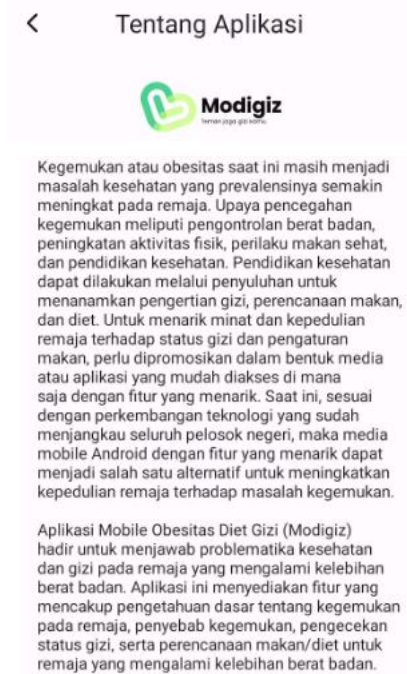 Tentang Aplikasi
Modigiz
Teman jaga gizi kamu
Kegemukan atau obesitas saat ini masih menjadi
masalah kesehatan yang prevalensinya semakin
meningkat pada remaja. Upaya pencegahan
kegemukan meliputi pengontrolan berat badan,
peningkatan aktivitas fisik, perilaku makan sehat,
dan pendidikan kesehatan. Pendidikan kesehatan
dapat dilakukan melalui penyuluhan untuk
menanamkan pengertian gizi, perencanaan makan,
dan diet. Untuk menarik minat dan kepedulian
remaja terhadap status gizi dan pengaturan
makan, perlu dipromosikan dalam bentuk media
atau aplikasi yang mudah diakses di mana
saja dengan fitur yang menarik. Saat ini, sesuai
dengan perkembangan teknologi yang sudah
menjangkau seluruh pelosok negeri, maka media
mobile Android dengan fitur yang menarik dapat
menjadi salah satu alternatif untuk meningkatkan
kepedulian remaja terhadap masalah kegemukan.
Aplikasi Mobile Obesitas Diet Gizi (Modigiz)
hadir untuk menjawab problematika kesehatan
dan gizi pada remaja yang mengalami kelebihan
berat badan. Aplikasi ini menyediakan fitur yang
mencakup pengetahuan dasar tentang kegemukan
pada remaja, penyebab kegemukan, pengecekan
status gizi, serta perencanaan makan/diet untuk
remaja yang mengalami kelebihan berat badan.